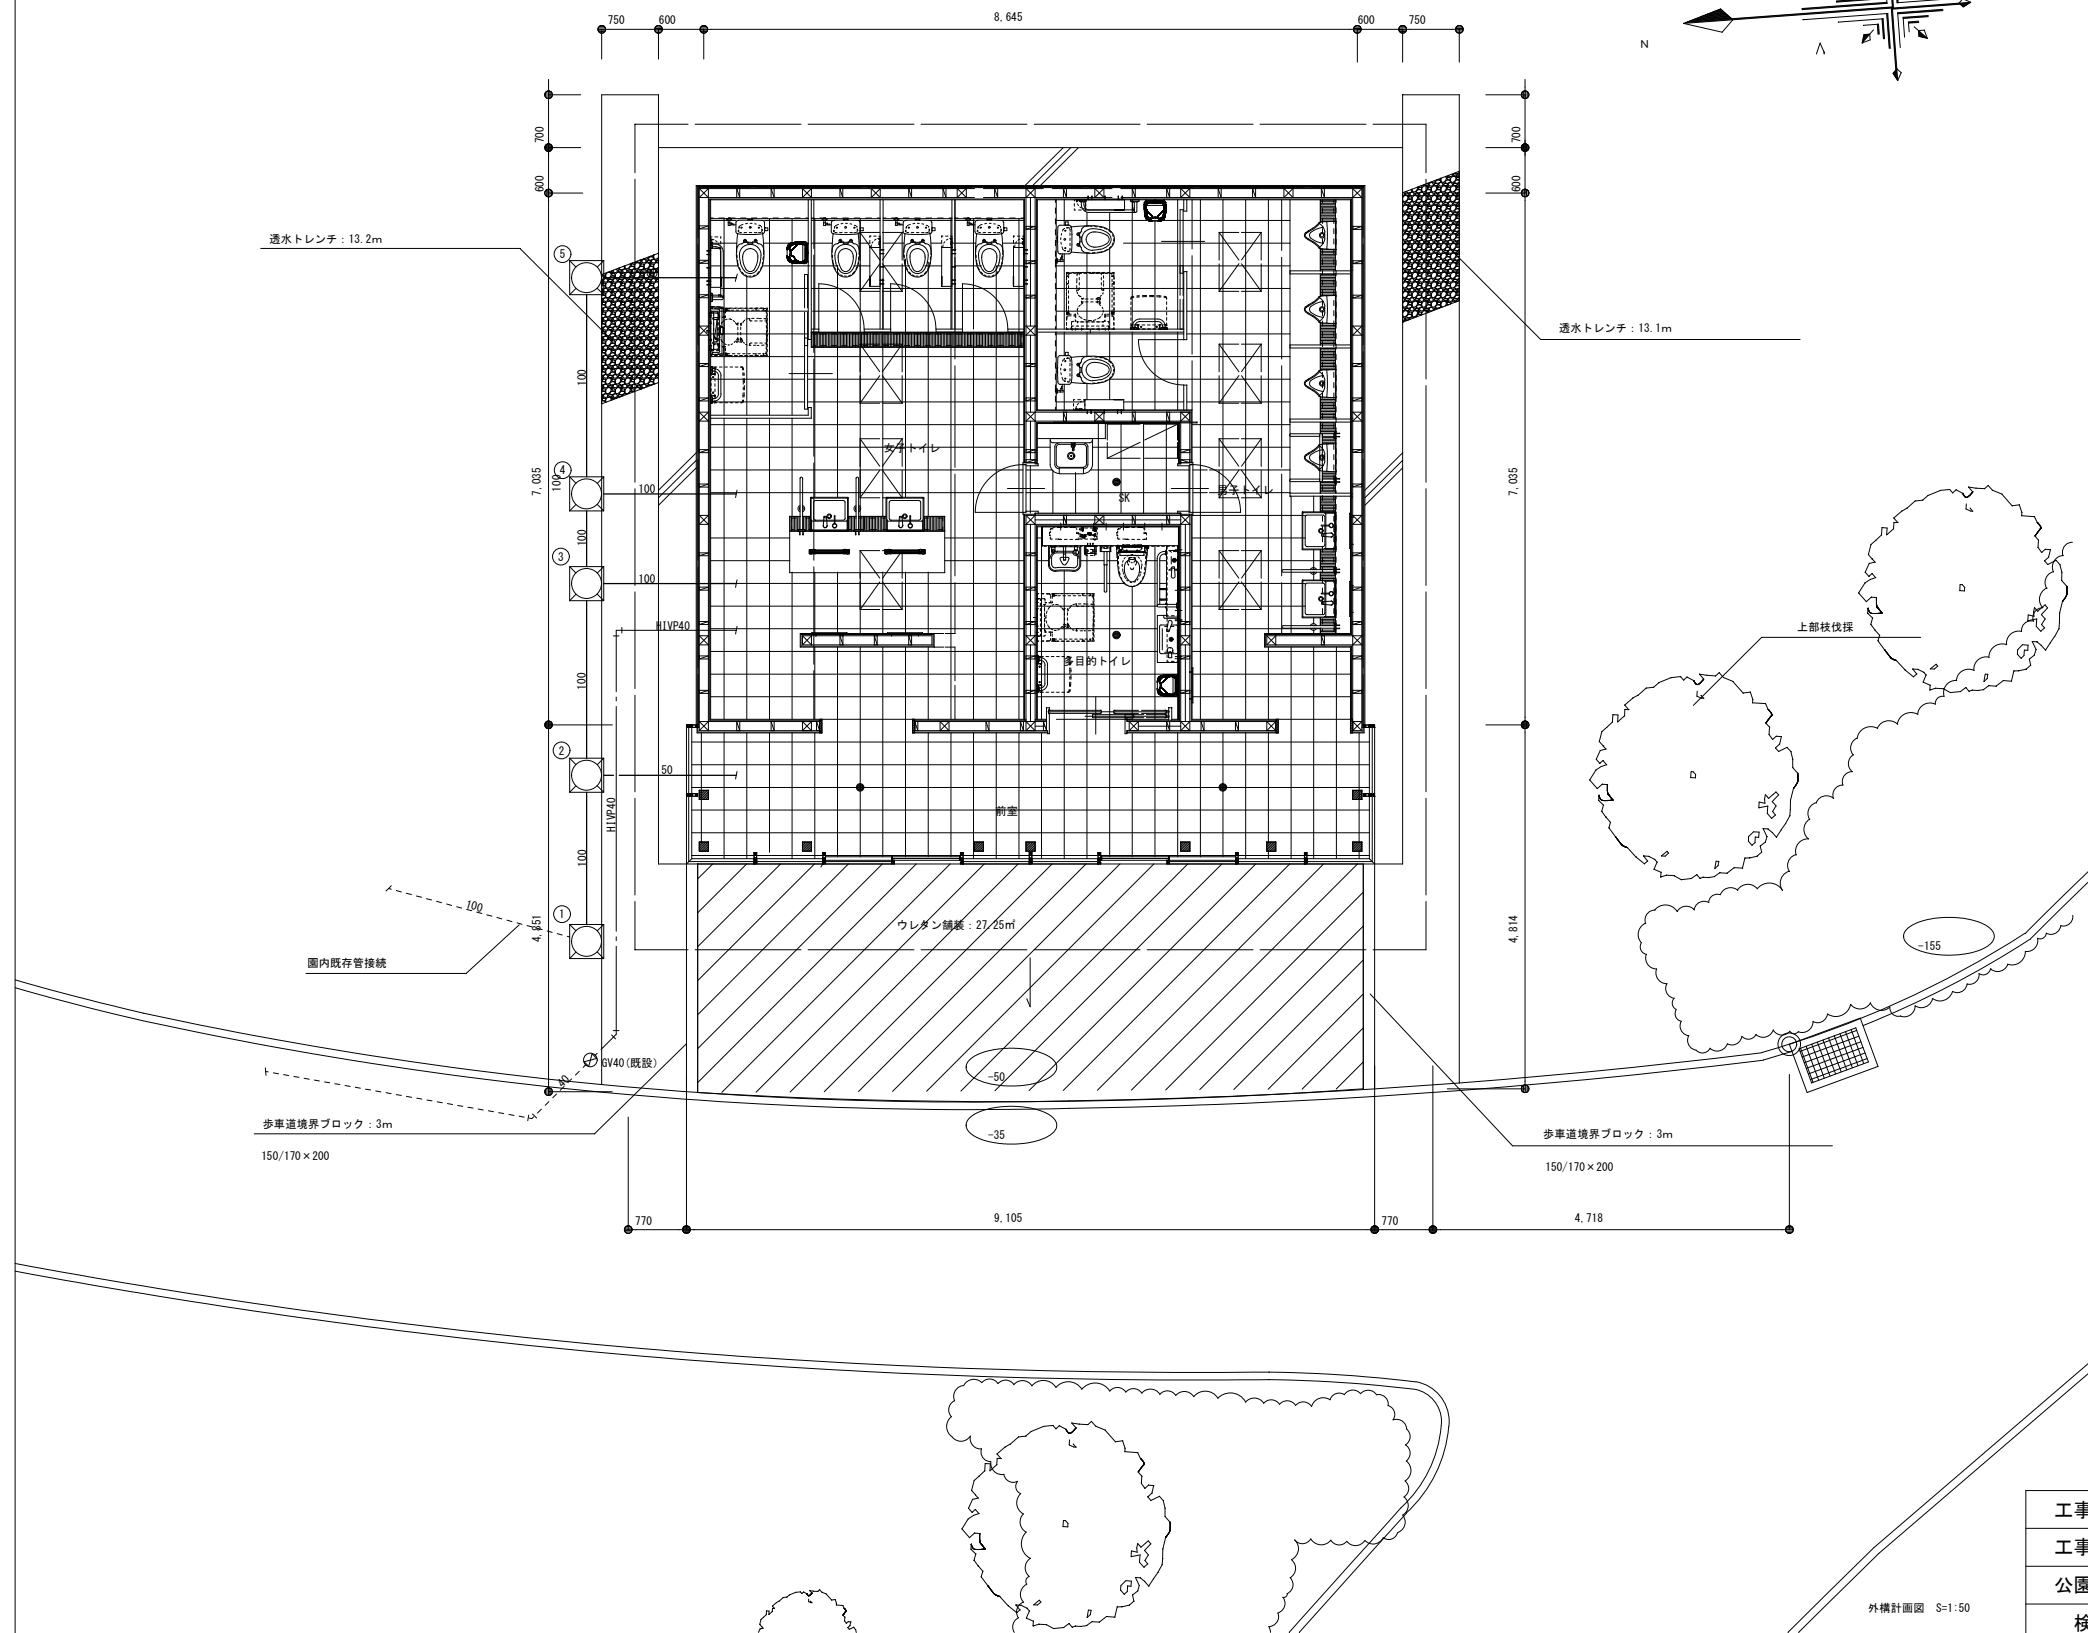 750
600
8,645
600
750
N
700
600
700
600
透水トレンチ：13.2m
透水トレンチ：13.1m
5
100
4
7,035
100
100
女子トイレ
SK
男子トイレ
7,035
3
100
100
HIVP40
100
多目的トイレ
上部枝伐採
2
50
HIVP40
前室
100
100
1
4,851
ウレタン舗装：27.25㎡
4,814
-155
園内既存管接続
GV40(既設)
40
-50
歩車道境界ブロック：3m
150/170×200
-35
歩車道境界ブロック：3m
150/170×200
770
9,105
770
4,718
外構計画図 S=1:50
工事
工事
公園
検